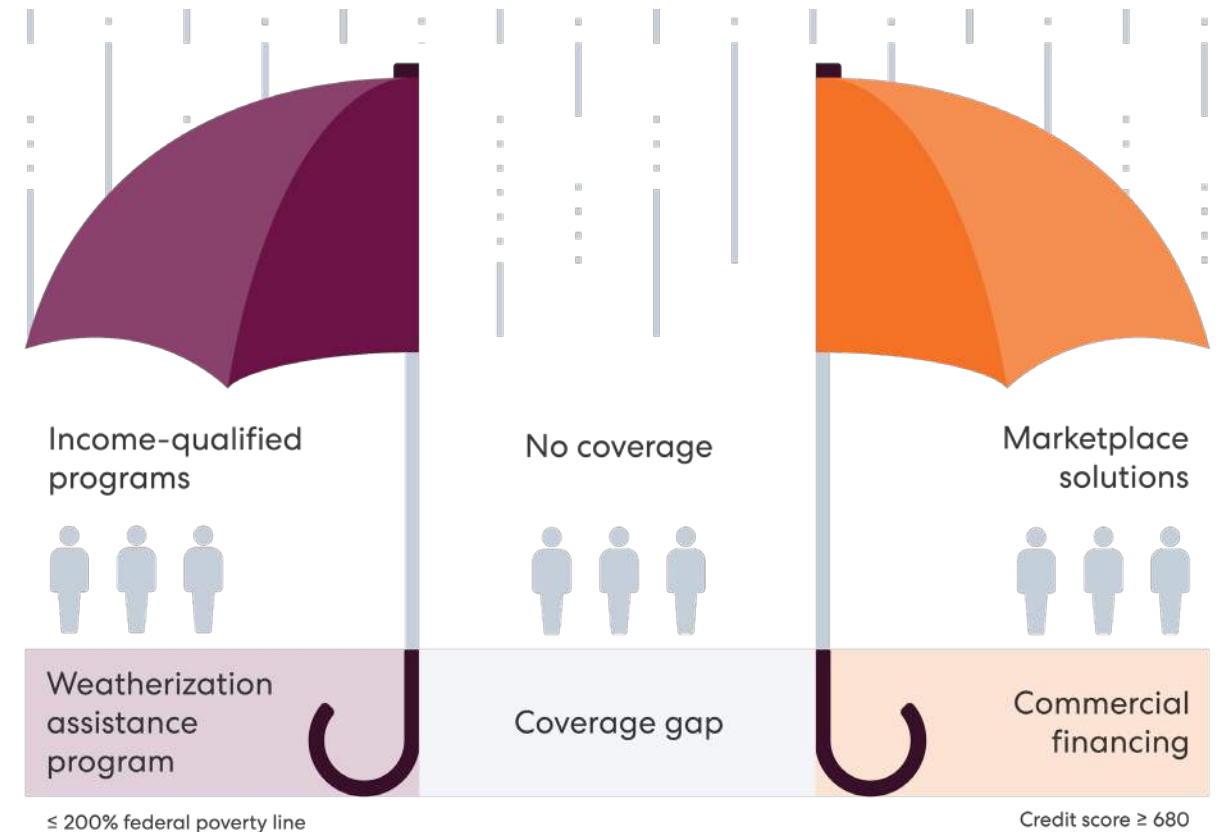 Income-qualified
programs
No coverage
Marketplace
solutions
Weatherization
assistance
program
Coverage gap
Commercial
financing
≤ 200% federal poverty line
Credit score ≥ 680